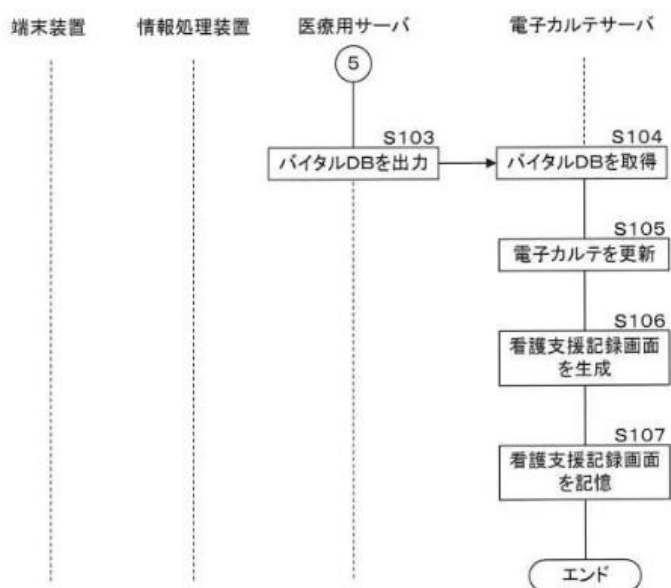 端末装置
情報処理装置
医療用サーバ
電子カルテサーバ
5
S103
バイタルDBを出力
S104
バイタルDBを取得
S105
電子カルテを更新
S106
看護支援記録画面
を生成
S107
看護支援記録画面
を記憶
エンド